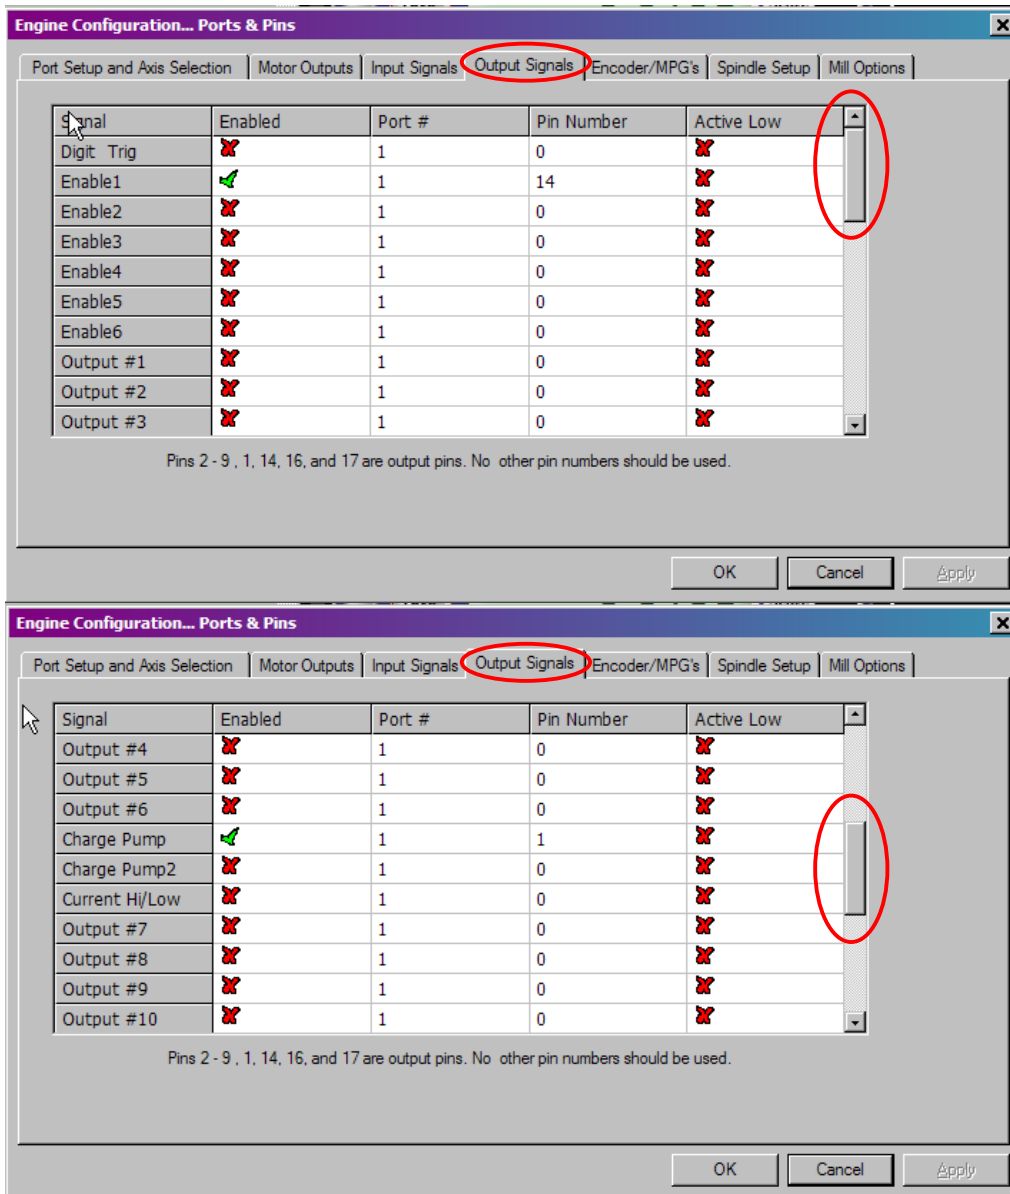 Engine Configuration... Ports & Pins
Port Setup and Axis Selection Motor Outputs Input Signals Output Signals Encoder/MPG's Spindle Setup Mill Options
Signal Enabled Port # Pin Number Active Low
Digit Trig 1 0
Enable1 1 14
Enable2 1 0
Enable3 1 0
Enable4 1 0
Enable5 1 0
Enable6 1 0
Output #1 1 0
Output #2 1 0
Output #3 1 0
Pins 2 - 9 , 1, 14, 16, and 17 are output pins. No other pin numbers should be used.
OK Cancel Apply
Engine Configuration... Ports & Pins
Port Setup and Axis Selection Motor Outputs Input Signals Output Signals Encoder/MPG's Spindle Setup Mill Options
Signal Enabled Port # Pin Number Active Low
Output #4 1 0
Output #5 1 0
Output #6 1 0
Charge Pump 1 1
Charge Pump2 1 0
Current Hi/Low 1 0
Output #7 1 0
Output #8 1 0
Output #9 1 0
Output #10 1 0
Pins 2 - 9 , 1, 14, 16, and 17 are output pins. No other pin numbers should be used.
OK Cancel Apply